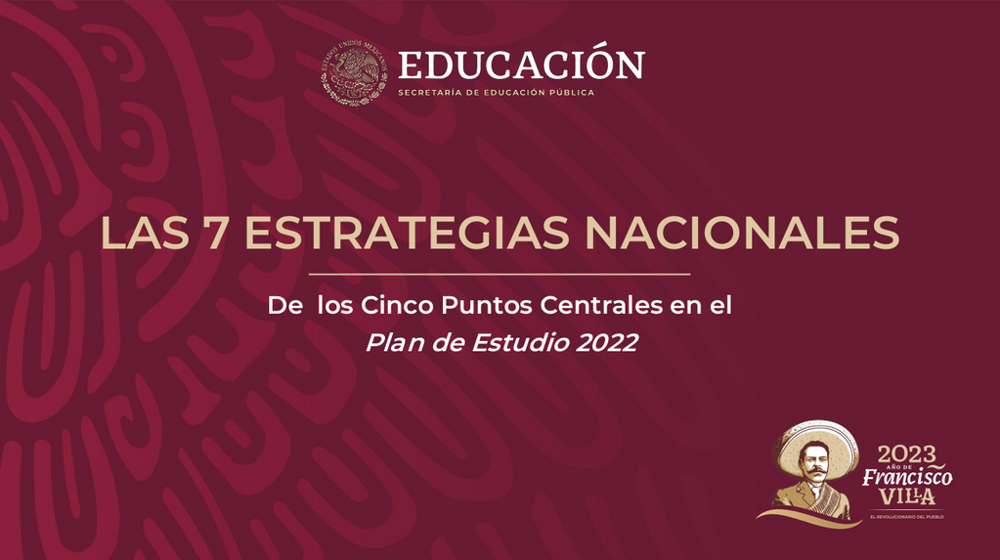 ESTADOS UNIDOS MEXICANOS
EDUCACIÓN
SECRETARÍA DE EDUCACIÓN PÚBLICA
LAS 7 ESTRATEGIAS NACIONALES
De los Cinco Puntos Centrales en el
Plan de Estudio 2022
2023
AÑO DE
Francisco
VILLA
EL REVOLUCIONARIO DEL PUEBLO